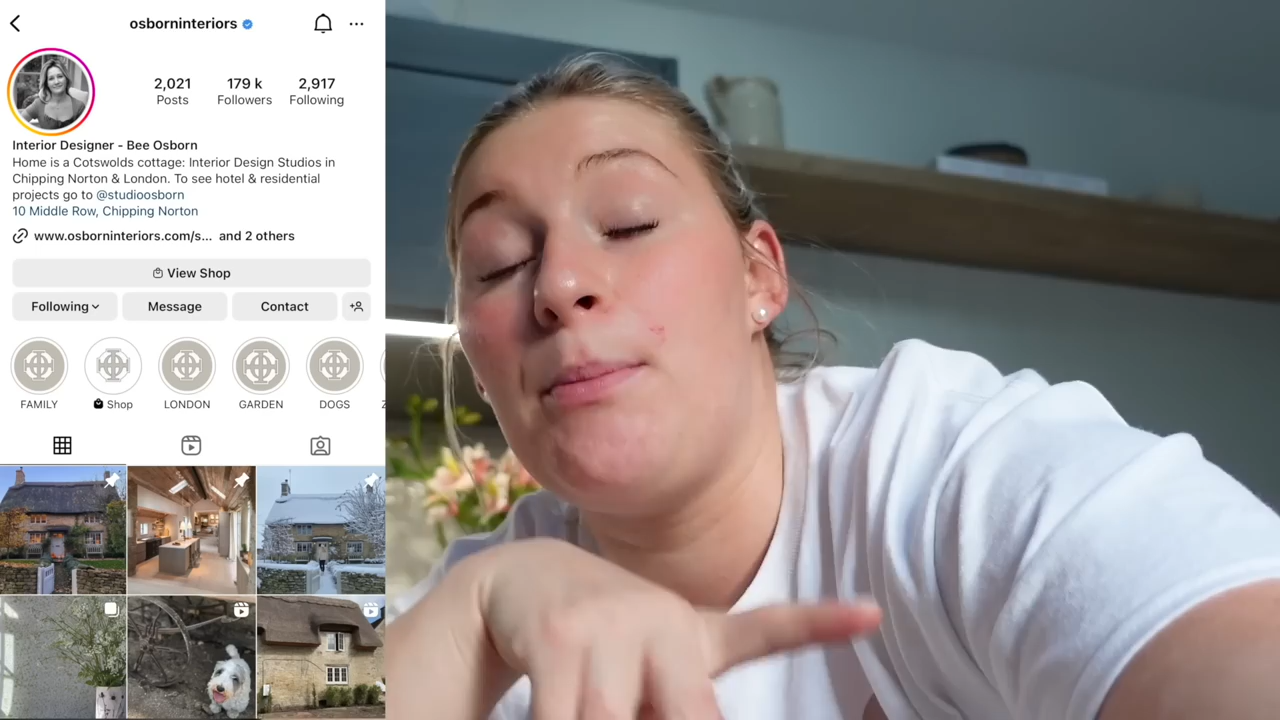 osborninteriors
2,021
Posts
179 k
Followers
2,917
Following
Interior Designer - Bee Osborn
Home is a Cotswolds cottage: Interior Design Studios in
Chipping Norton & London. To see hotel & residential
projects go to @studioosborn
10 Middle Row, Chipping Norton
www.osborninteriors.com/s... and 2 others
View Shop
Following
Message
Contact
FAMILY
Shop
LONDON
GARDEN
DOGS